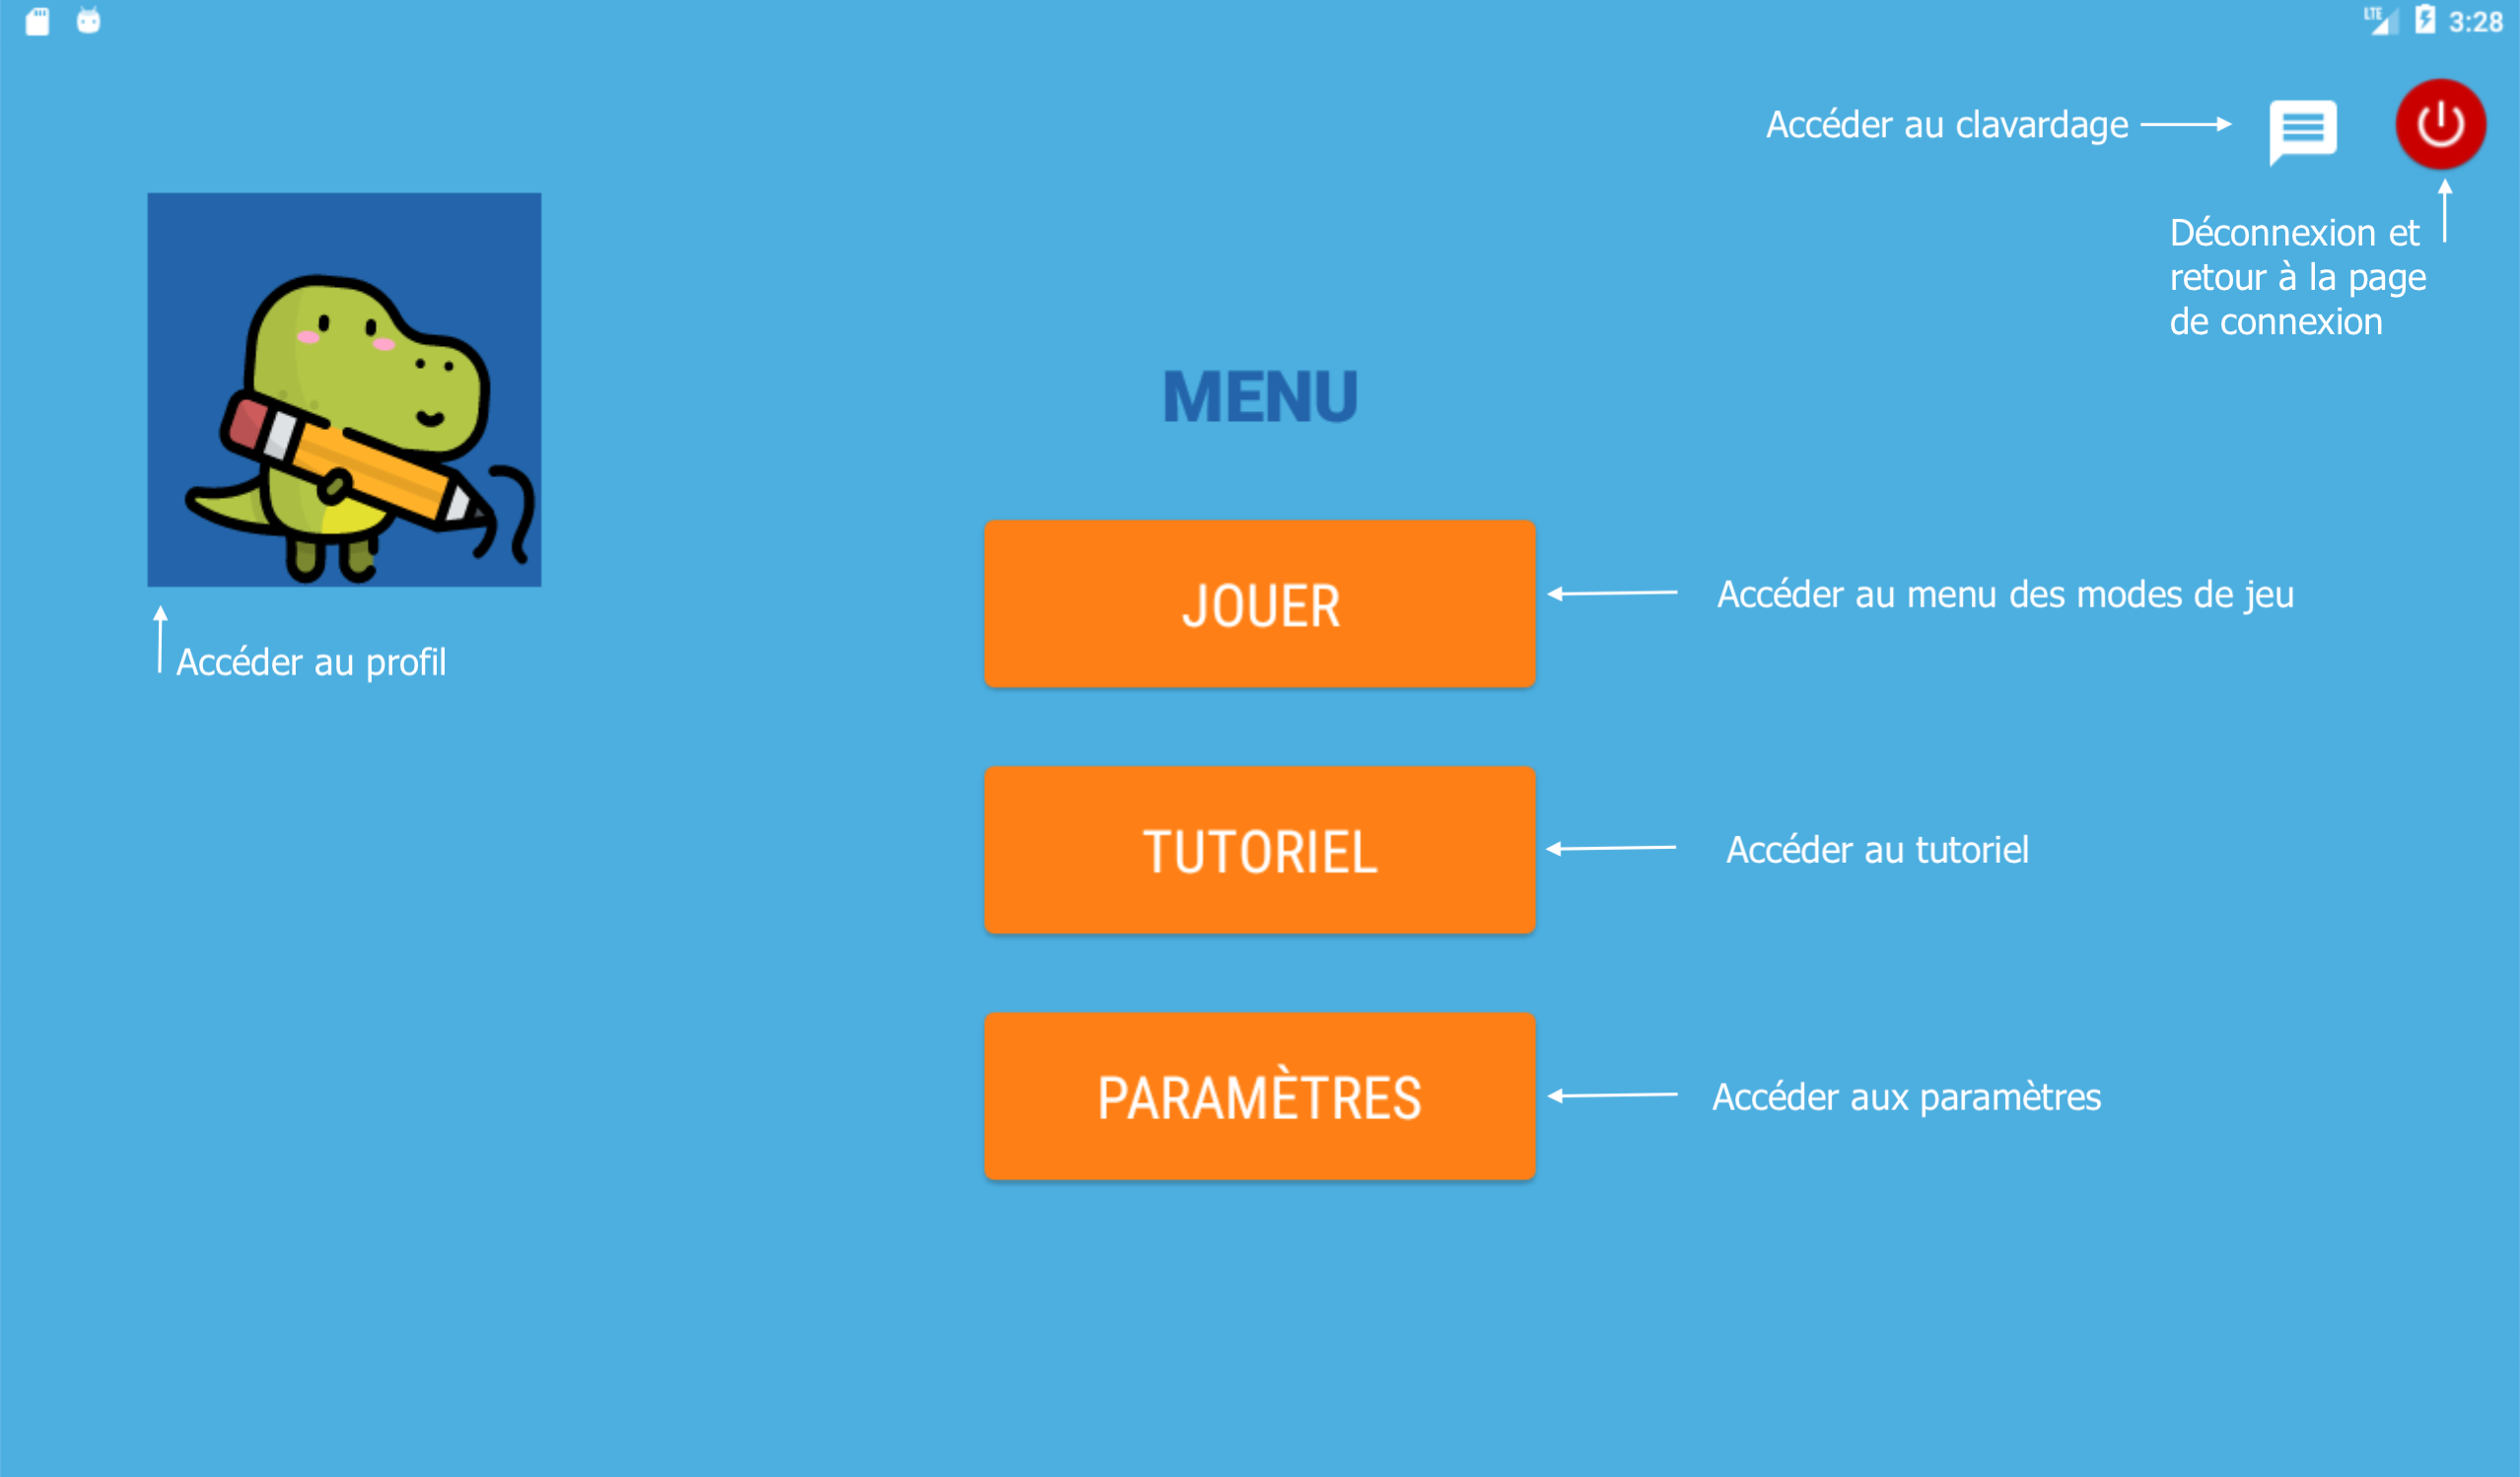 LTE 3:28
Accéder au clavardage
Déconnexion et
retour à la page
de connexion
MENU
JOUER
Accéder au menu des modes de jeu
Accéder au profil
TUTORIEL
Accéder au tutoriel
PARAMÈTRES
Accéder aux paramètres